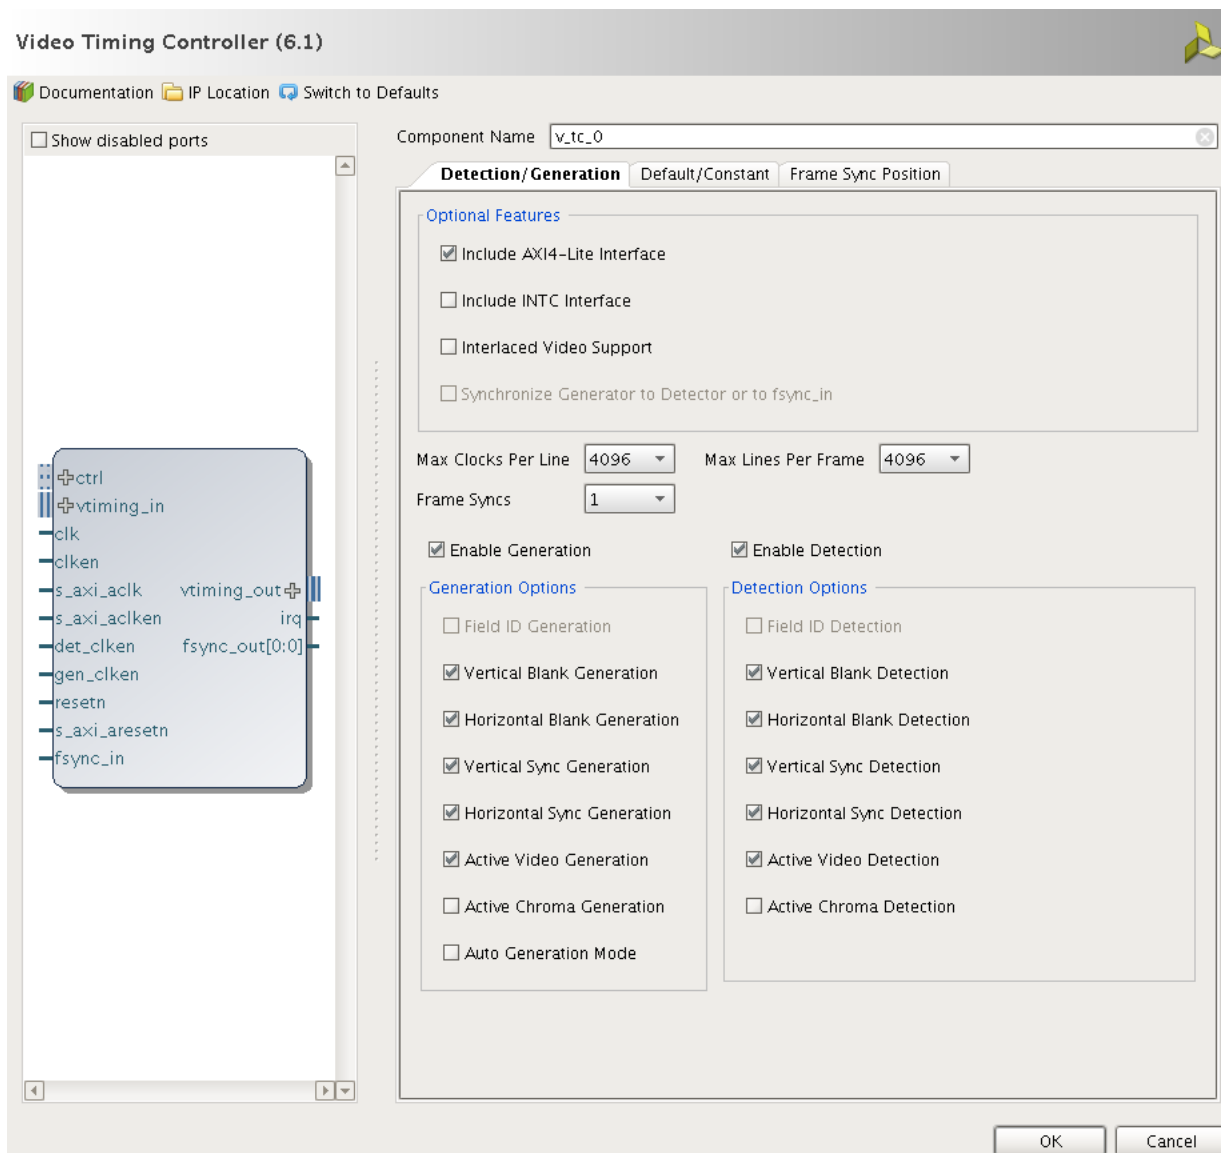 Video Timing Controller (6.1)
Documentation IP Location Switch to Defaults
Show disabled ports
ctrl
vtiming_in
clk
clken
s_axi_aclk vtiming_out
s_axi_aclken irq
det_clken fsync_out[0:0]
gen_clken
resetn
s_axi_aresetn
fsync_in
Component Name v_tc_0
Detection/Generation Default/Constant Frame Sync Position
Optional Features
Include AXI4-Lite Interface
Include INTC Interface
Interlaced Video Support
Synchronize Generator to Detector or to fsync_in
Max Clocks Per Line 4096 Max Lines Per Frame 4096
Frame Syncs 1
Enable Generation Enable Detection
Generation Options Detection Options
Field ID Generation Field ID Detection
Vertical Blank Generation Vertical Blank Detection
Horizontal Blank Generation Horizontal Blank Detection
Vertical Sync Generation Vertical Sync Detection
Horizontal Sync Generation Horizontal Sync Detection
Active Video Generation Active Video Detection
Active Chroma Generation Active Chroma Detection
Auto Generation Mode
OK Cancel